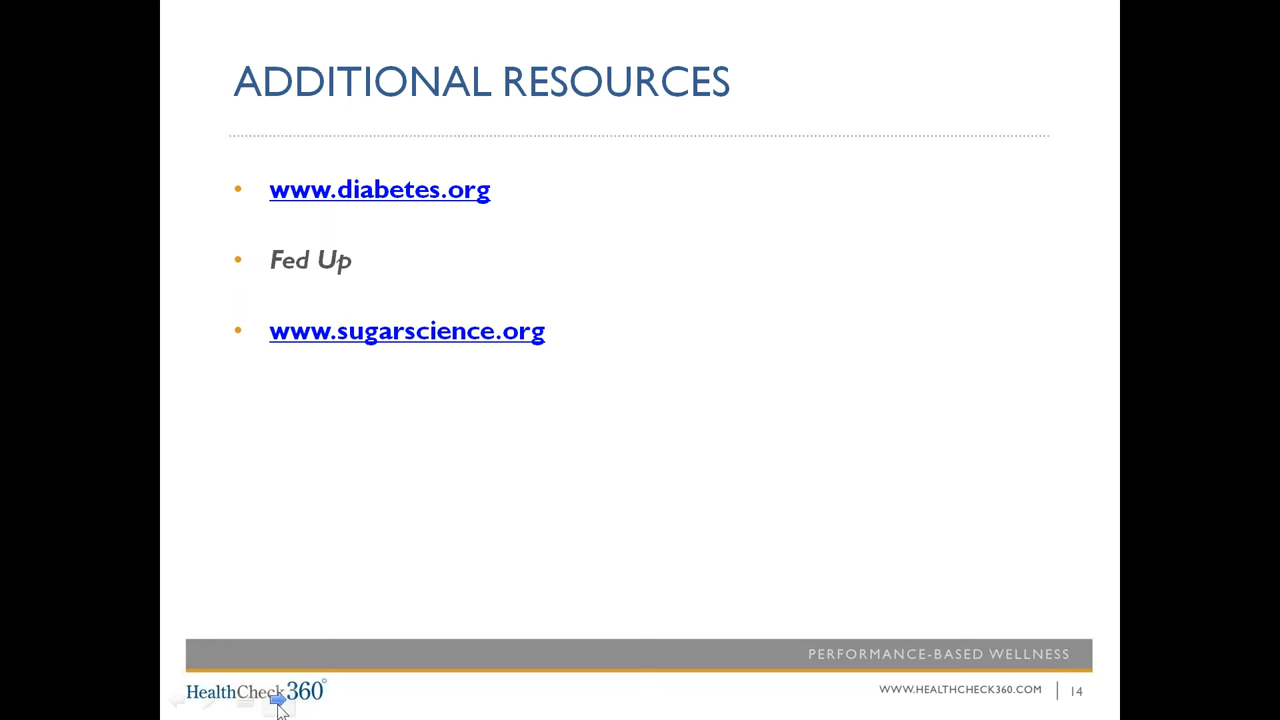 ADDITIONAL RESOURCES
• www.diabetes.org
• Fed Up
• www.sugarscience.org
PERFORMANCE-BASED WELLNESS
HealthCheck360°
WWW.HEALTHCHECK360.COM | 14